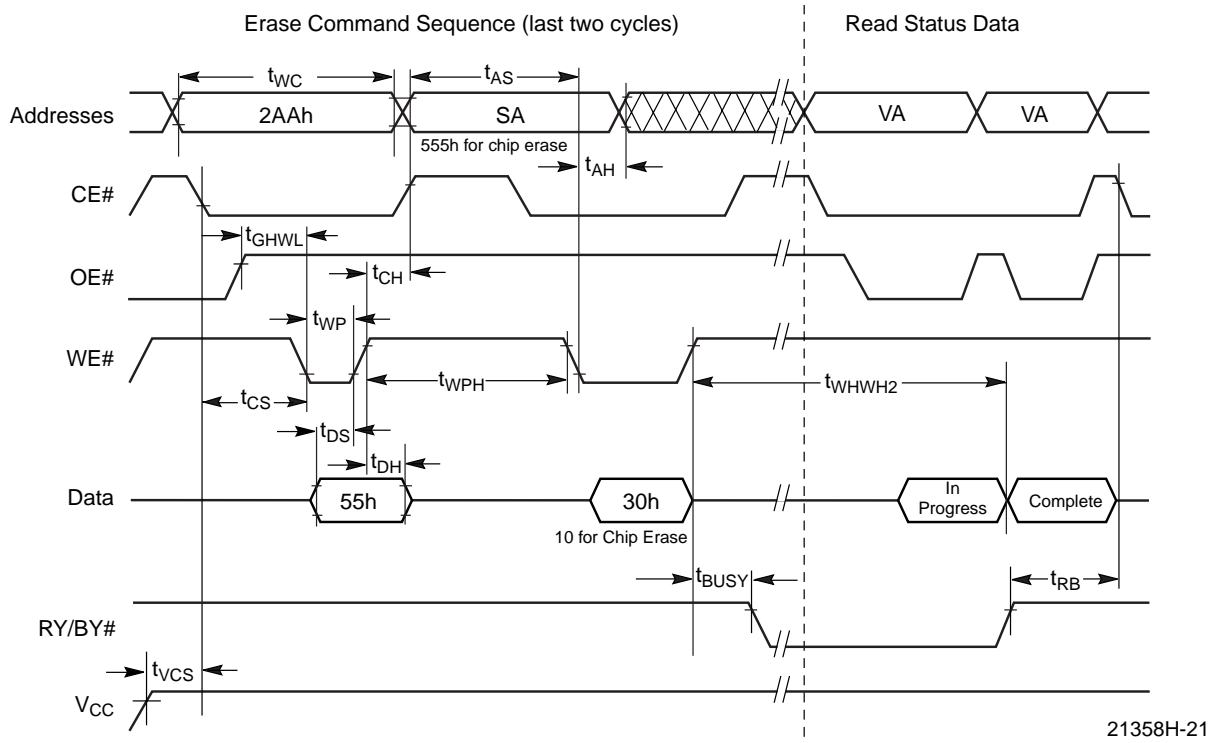 Erase Command Sequence (last two cycles)
Read Status Data
tWC
tAS
Addresses
2AAh
SA
VA
VA
555h for chip erase
tAH
CE#
tGHWL
OE#
tCH
tWP
WE#
tWPH
tWHWH2
tCS
tDS
tDH
Data
55h
30h
In
Progress
Complete
10 for Chip Erase
tBUSY
tRB
RY/BY#
tVCS
VCC
21358H-21